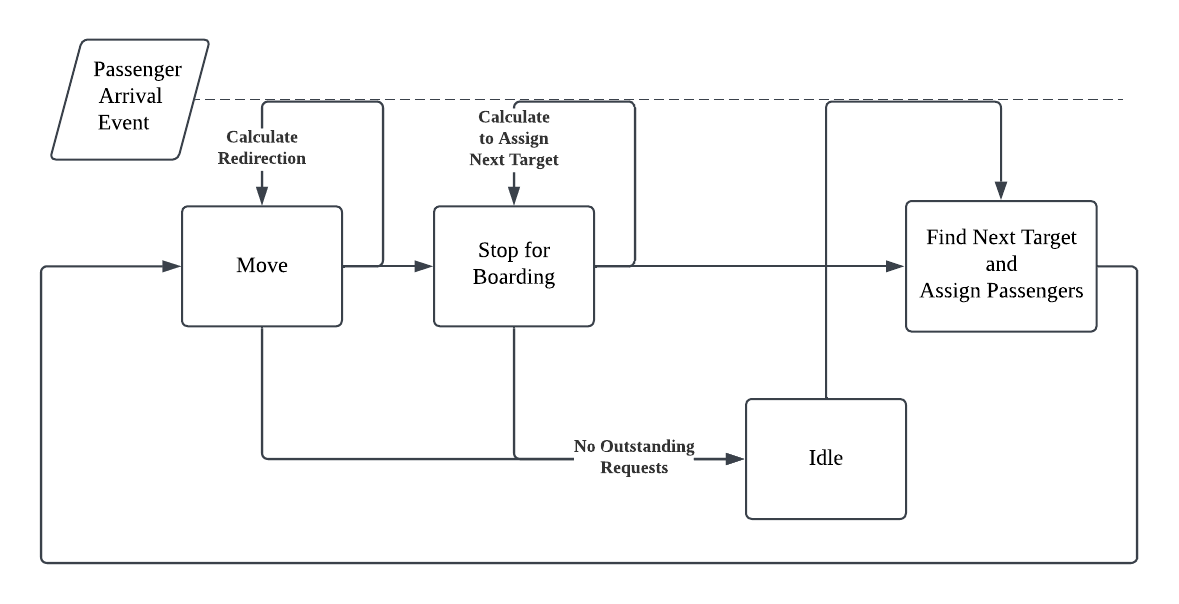 Passenger
Arrival
Event
Calculate
Redirection
Calculate
to Assign
Next Target
Move
Stop for
Boarding
Find Next Target
and
Assign Passengers
No Outstanding
Requests
Idle